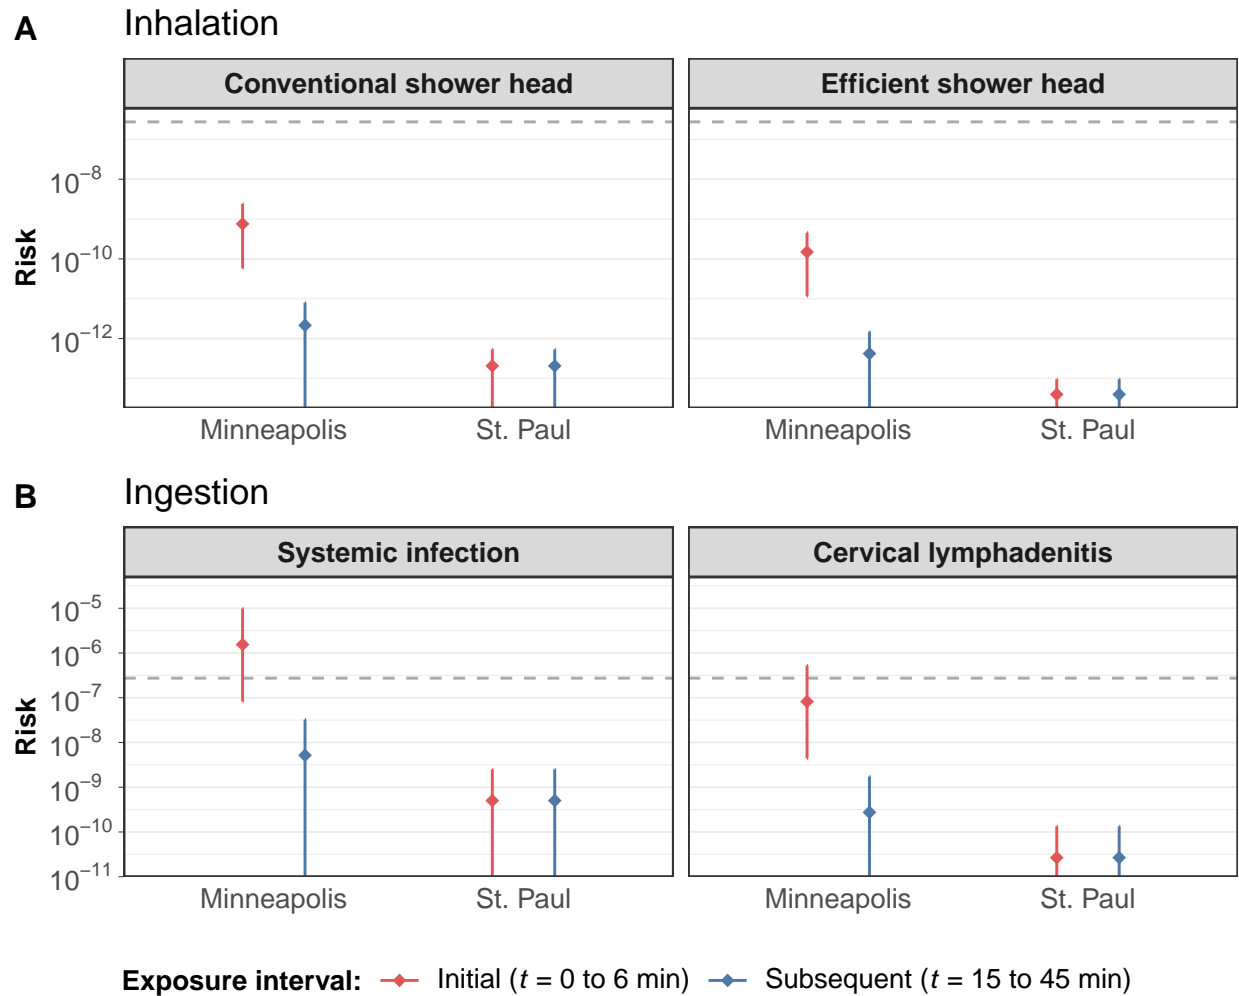 A Inhalation
Conventional shower head Efficient shower head
Risk
10⁻⁸
10⁻¹⁰
10⁻¹²
Minneapolis St. Paul Minneapolis St. Paul
B Ingestion
Systemic infection Cervical lymphadenitis
Risk
10⁻⁵
10⁻⁶
10⁻⁷
10⁻⁸
10⁻⁹
10⁻¹⁰
10⁻¹¹
Minneapolis St. Paul Minneapolis St. Paul
Exposure interval: Initial (t = 0 to 6 min) Subsequent (t = 15 to 45 min)